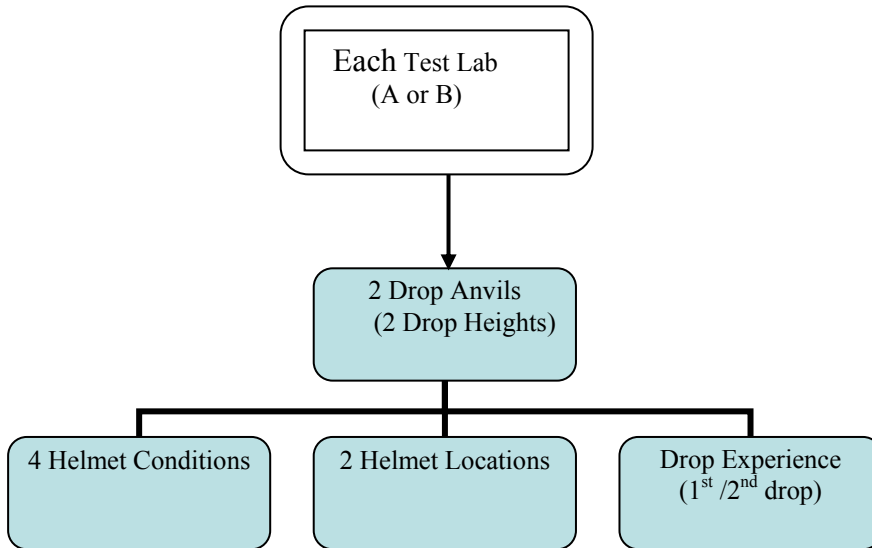 Each Test Lab
(A or B)
2 Drop Anvils
(2 Drop Heights)
4 Helmet Conditions
2 Helmet Locations
Drop Experience
(1st /2nd drop)